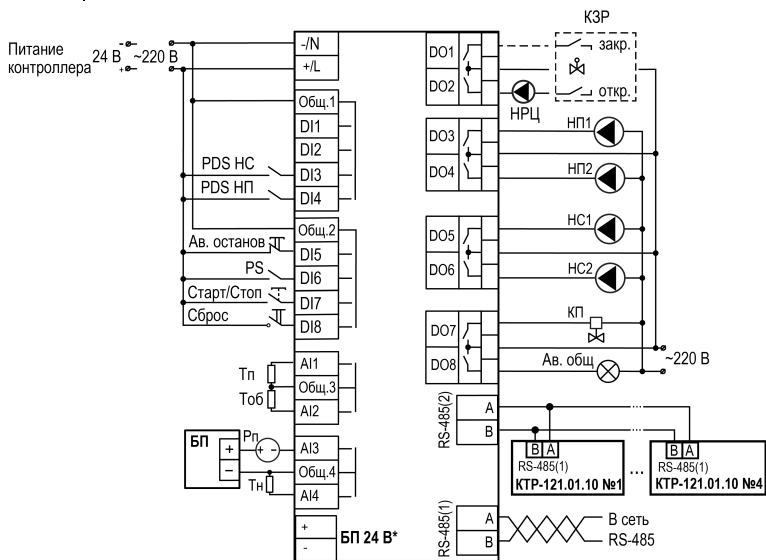 КЗР
Питание
контроллера
24 В
-
+
~220 В
-/N
+/L
Общ.1
DI1
DI2
PDS НС
DI3
PDS НП
DI4
Общ.2
Ав. останов
DI5
PS
DI6
Старт/Стоп
DI7
Сброс
DI8
Тп
AI1
Общ.3
Тоб
AI2
БП
+
–
Рп
+ -
AI3
Общ.4
Тн
AI4
+
-
БП 24 В*
DO1
закр.
DO2
откр.
НРЦ
DO3
НП1
DO4
НП2
DO5
НС1
DO6
НС2
DO7
КП
DO8
Ав. общ
~220 В
RS-485(2)
A
B
B A
RS-485(1)
КТР-121.01.10 №1
...
B A
RS-485(1)
КТР-121.01.10 №4
RS-485(1)
A
B
В сеть
RS-485